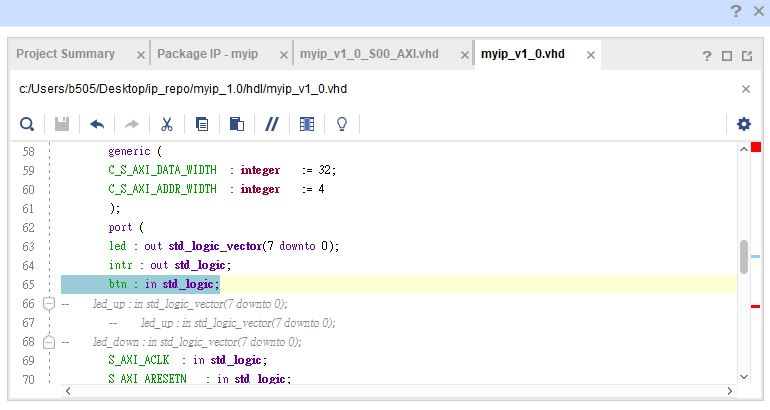 ? ×
Project Summary × Package IP - myip × myip_v1_0_S00_AXI.vhd × myip_v1_0.vhd × ?
c:/Users/b505/Desktop/ip_repo/myip_1.0/hdl/myip_v1_0.vhd ×
//
58 generic (
59 C_S_AXI_DATA_WIDTH : integer := 32;
60 C_S_AXI_ADDR_WIDTH : integer := 4
61 );
62 port (
63 led : out std_logic_vector(7 downto 0);
64 intr : out std_logic;
65 btn : in std_logic;
66 -- led_up : in std_logic_vector(7 downto 0);
67 -- led_up : in std_logic_vector(7 downto 0);
68 -- led_down : in std_logic_vector(7 downto 0);
69 S_AXI_ACLK : in std_logic;
70 S_AXI_ARESETN : in std_logic;